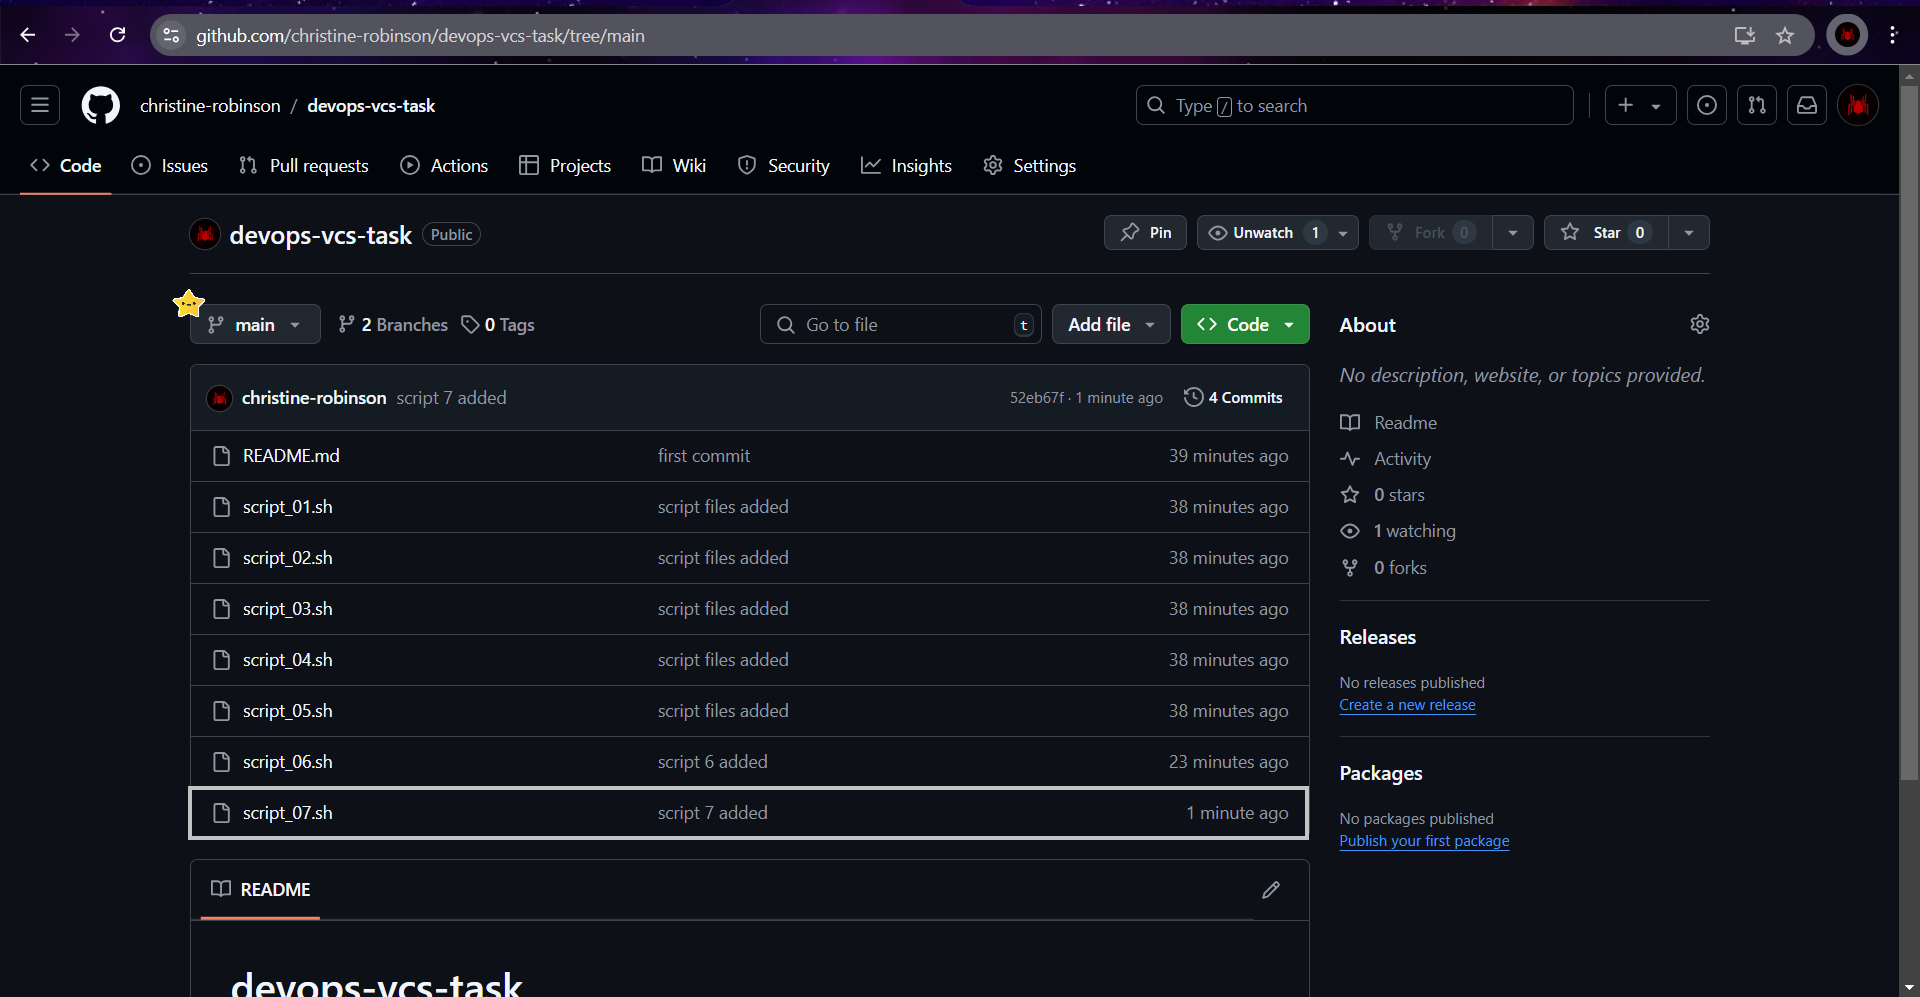 github.com/christine-robinson/devops-vcs-task/tree/main
christine-robinson / devops-vcs-task
Type / to search
Code Issues Pull requests Actions Projects Wiki Security Insights Settings
devops-vcs-task Public
Pin Unwatch 1 Fork 0 Star 0
main 2 Branches 0 Tags
Go to file t Add file Code
christine-robinson script 7 added 52eb67f · 1 minute ago 4 Commits
README.md first commit 39 minutes ago
script_01.sh script files added 38 minutes ago
script_02.sh script files added 38 minutes ago
script_03.sh script files added 38 minutes ago
script_04.sh script files added 38 minutes ago
script_05.sh script files added 38 minutes ago
script_06.sh script 6 added 23 minutes ago
script_07.sh script 7 added 1 minute ago
README
devops-vcs-task
About
No description, website, or topics provided.
Readme
Activity
0 stars
1 watching
0 forks
Releases
No releases published
Create a new release
Packages
No packages published
Publish your first package